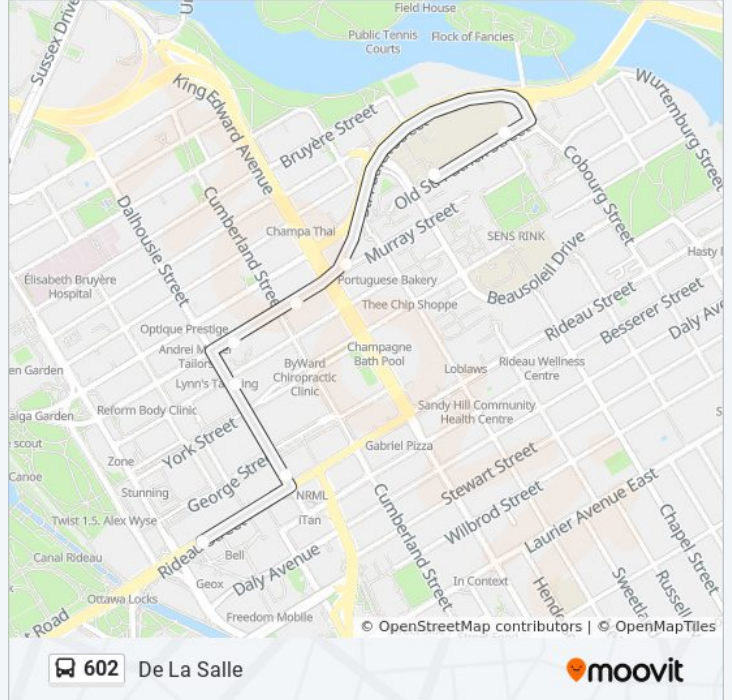 Sussex Drive
Field House
Public Tennis
Courts
Flock of Fancies
King Edward Avenue
Wurtemburg Street
Bruyère Street
Cobourg Street
Old
Dalhousie Street
Cumberland Street
Murray Street
Champa Thai
SENS RINK
Hasty
Élisabeth Bruyère
Hospital
Portuguese Bakery
Beausoleil Drive
Thee Chip Shoppe
Rideau Street
Besserer Street
Daly Ave
Optique Prestige
Andrei
Tailors
Champagne
Bath Pool
ByWard
Chiropractic
Clinic
Loblaws
Rideau Wellness
Centre
en Garden
Lynn's
Reform Body Clinic
Sandy Hill Community
Health Centre
aiga Garden
York Street
Gabriel Pizza
scout
Zone
Stewart Street
Canoe
George Street
Stunning
NRML
Wilbrod Street
Laurier Avenue East
Twist 1.5. Alex Wyse
iTan
Chapel Street
Canal Rideau
Rideau Street
Bell
Cumberland Street
Daly Avenue
Geox
In Context
Ottawa Locks
Freedom Mobile
Russell
Road
© OpenStreetMap contributors | © OpenMapTiles
602 De La Salle
moovit